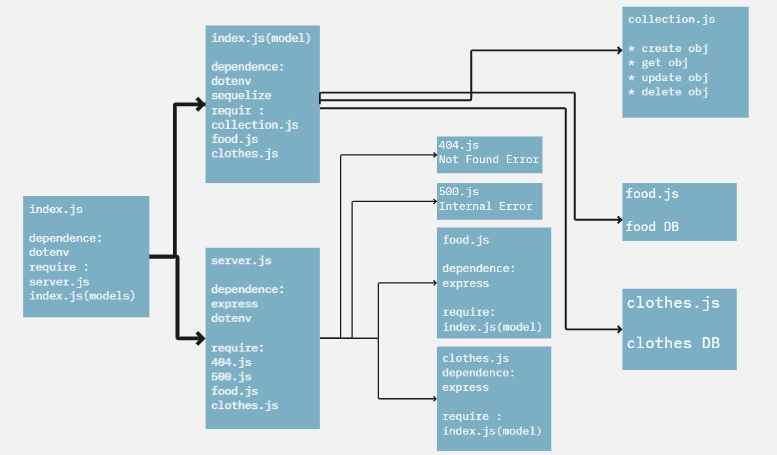 index.js
dependence:
dotenv
require :
server.js
index.js(models)
index.js(model)
dependence:
dotenv
sequelize
requir :
collection.js
food.js
clothes.js
server.js
dependence:
express
dotenv
require:
404.js
500.js
food.js
clothes.js
404.js
Not Found Error
500.js
Internal Error
food.js
dependence:
express
require:
index.js(model)
clothes.js
dependence:
express
require :
index.js(model)
collection.js
* create obj
* get obj
* update obj
* delete obj
food.js
food DB
clothes.js
clothes DB